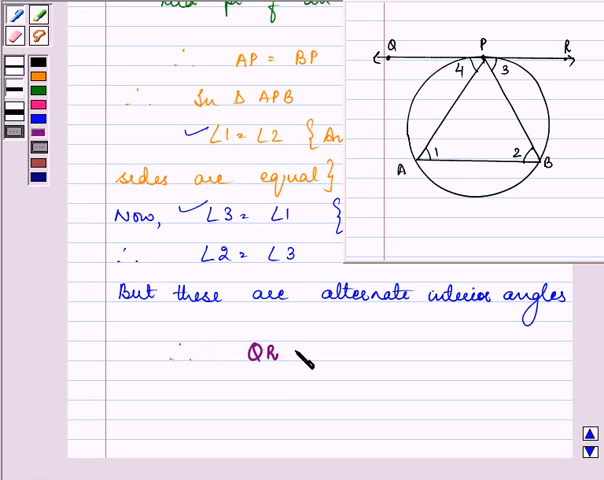 ∴ AP = BP
∴ In Δ APB
✓∠1 = ∠2 {An
sides are equal}
Now, ✓∠3 = ∠1 {
∴ ∠2 = ∠3
But these are alternate interior angles
∴ QR
Q P R
4 3
1 2
A B